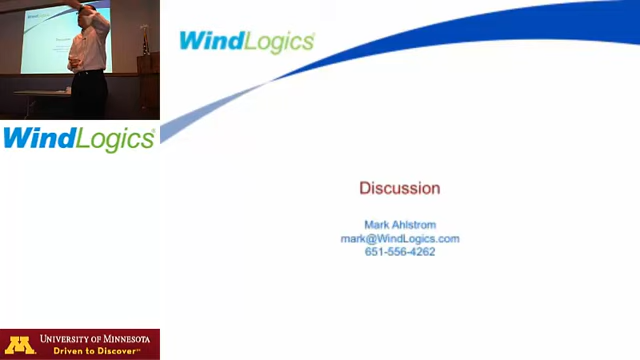 WindLogics
WindLogics
Discussion
Mark Ahlstrom
mark@WindLogics.com
651-556-4262
M
UNIVERSITY OF MINNESOTA
Driven to Discover